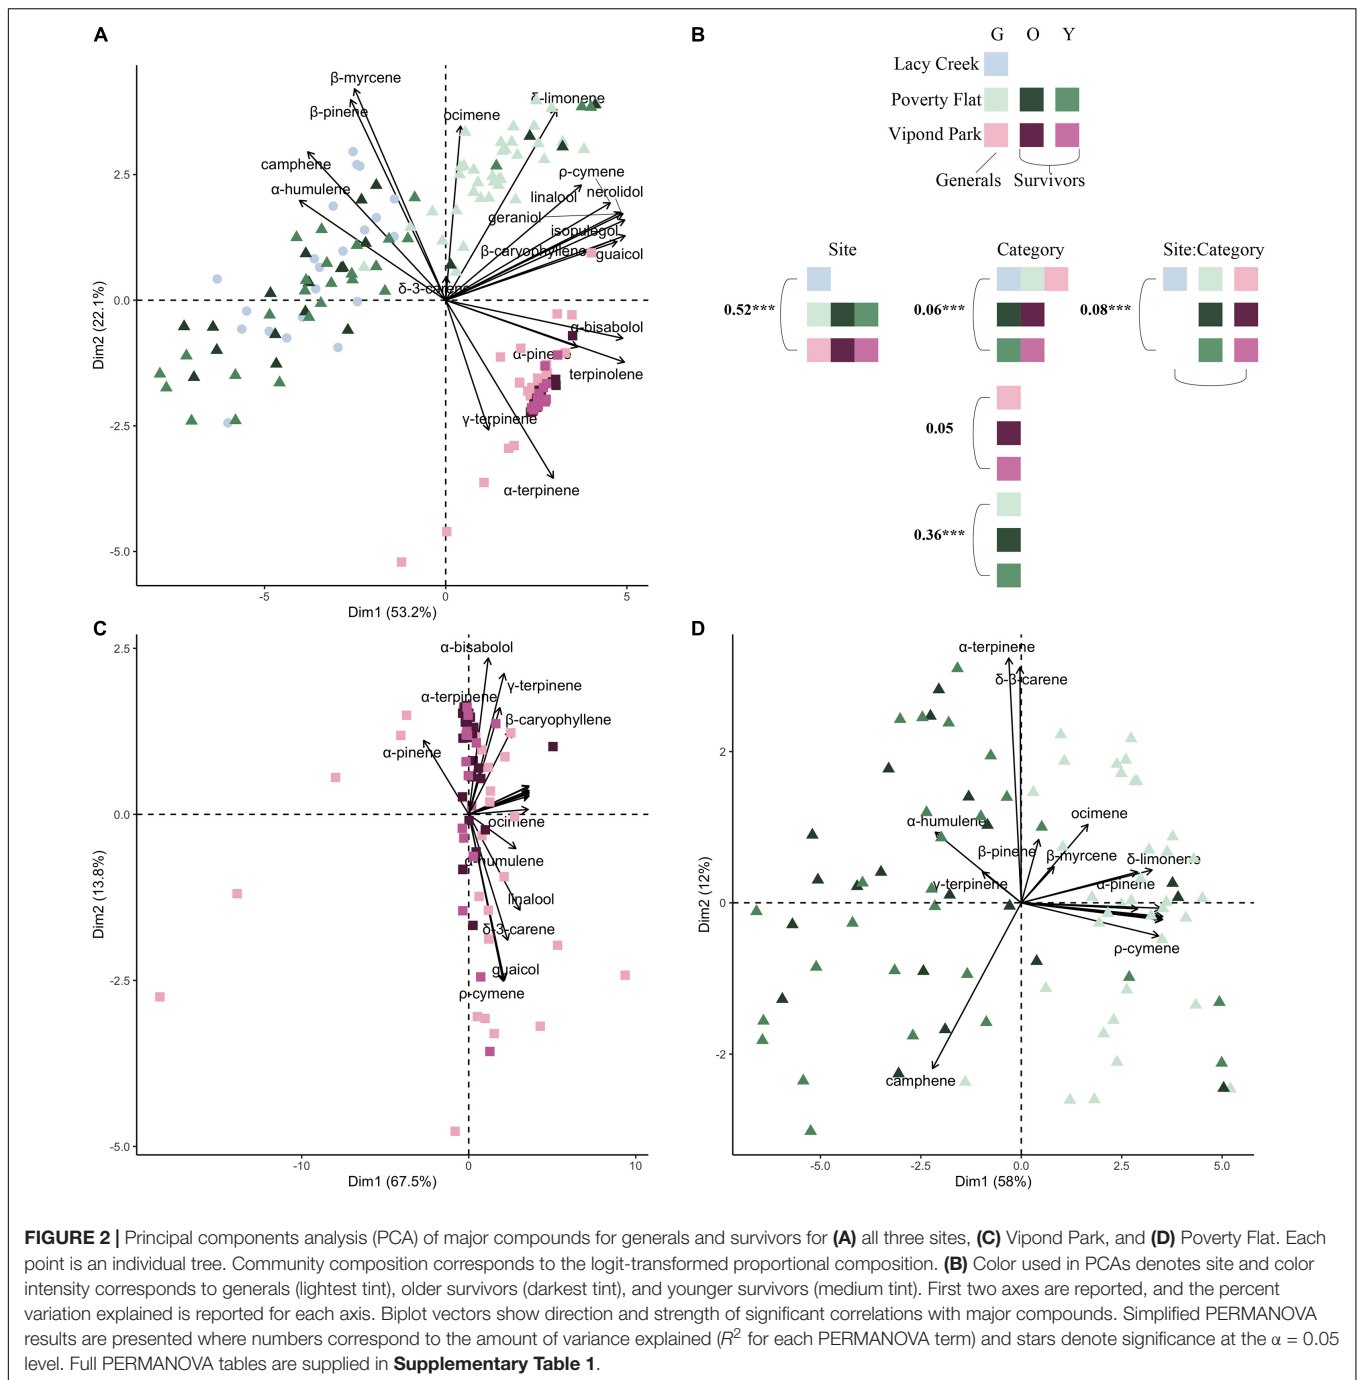 A
β-myrcene
β-pinene
ocimene
δ-limonene
camphene
α-humulene
ρ-cymene
linalool
nerolidol
geraniol
isopulegol
β-caryophyllene
guaicol
δ-3-carene
α-bisabolol
α-pinene
terpinolene
γ-terpinene
α-terpinene
2.5
0.0
-2.5
-5.0
-5
0
5
Dim2 (22.1%)
Dim1 (53.2%)
B
G O Y
Lacy Creek
Poverty Flat
Vipond Park
Generals Survivors
Site Category Site:Category
0.52*** 0.06*** 0.08***
0.05
0.36***
C
α-bisabolol
γ-terpinene
α-terpinene
β-caryophyllene
α-pinene
ocimene
α-humulene
linalool
δ-3-carene
guaicol
ρ-cymene
2.5
0.0
-2.5
-5.0
-10
0
10
Dim2 (13.8%)
Dim1 (67.5%)
D
α-terpinene
δ-3-carene
α-humulene
ocimene
β-pinene
β-myrcene
δ-limonene
γ-terpinene
α-pinene
ρ-cymene
camphene
2
0
-2
-5.0
-2.5
0.0
2.5
5.0
Dim2 (12%)
Dim1 (58%)
FIGURE 2 | Principal components analysis (PCA) of major compounds for generals and survivors for (A) all three sites, (C) Vipond Park, and (D) Poverty Flat. Each
point is an individual tree. Community composition corresponds to the logit-transformed proportional composition. (B) Color used in PCAs denotes site and color
intensity corresponds to generals (lightest tint), older survivors (darkest tint), and younger survivors (medium tint). First two axes are reported, and the percent
variation explained is reported for each axis. Biplot vectors show direction and strength of significant correlations with major compounds. Simplified PERMANOVA
results are presented where numbers correspond to the amount of variance explained (R² for each PERMANOVA term) and stars denote significance at the α = 0.05
level. Full PERMANOVA tables are supplied in Supplementary Table 1.